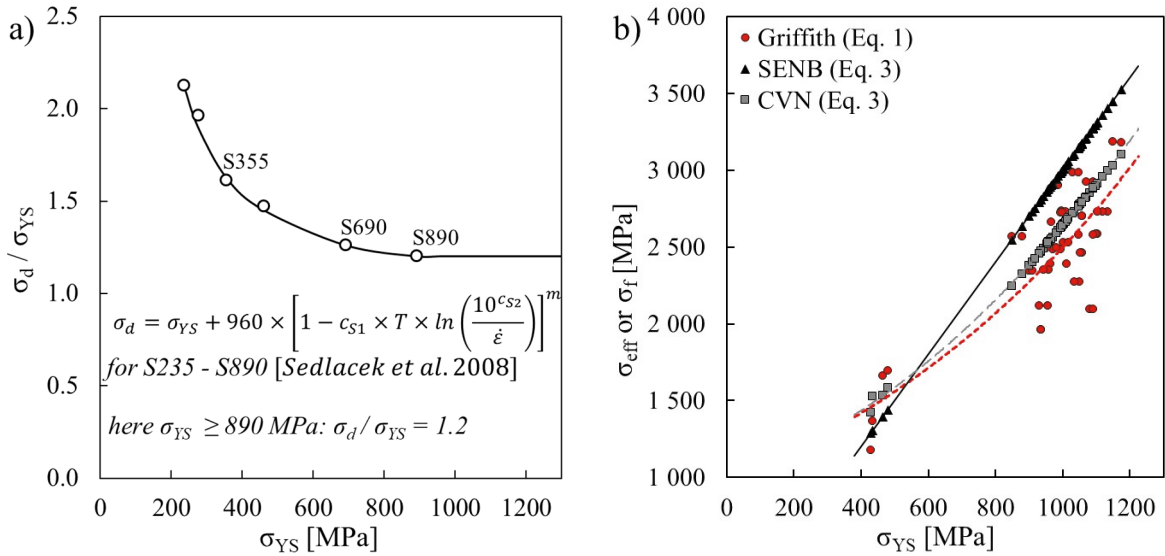 a)
2.5
2.0
1.5
1.0
0.5
0.0
σd / σYS
S355
S690
S890
σd = σYS + 960 × [1 − cS1 × T × ln (10^cS2 / ε̇)]^m
for S235 - S890 [Sedlacek et al. 2008]
here σYS ≥ 890 MPa: σd / σYS = 1.2
0 200 400 600 800 1000 1200
σYS [MPa]
b)
4 000
3 500
3 000
2 500
2 000
1 500
1 000
σeff or σf [MPa]
Griffith (Eq. 1)
SENB (Eq. 3)
CVN (Eq. 3)
0 200 400 600 800 1000 1200
σYS [MPa]